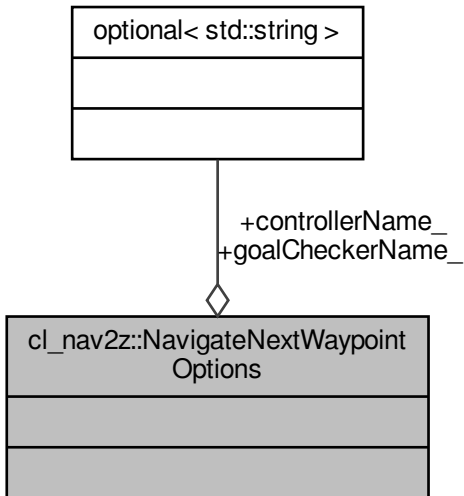 optional< std::string >
+controllerName_
+goalCheckerName_
cl_nav2z::NavigateNextWaypoint
Options